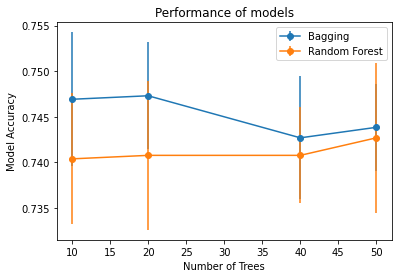 Performance of models
Bagging
Random Forest
Model Accuracy
0.755
0.750
0.745
0.740
0.735
10 15 20 25 30 35 40 45 50
Number of Trees